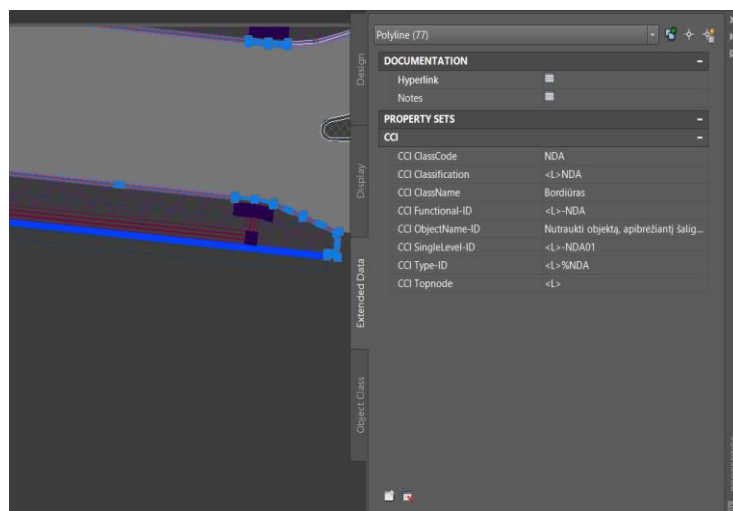 Polyline (77)
DOCUMENTATION
Hyperlink
Notes
PROPERTY SETS
CCI
CCI ClassCode NDA
CCI Classification <L>NDA
CCI ClassName Bordiūras
CCI Functional-ID <L>-NDA
CCI ObjectName-ID Nutraukti objektą, apibrėžiantį šalig...
CCI SingleLevel-ID <L>-NDA01
CCI Type-ID <L>%NDA
CCI Topnode <L>
Design
Display
Extended Data
Object Class